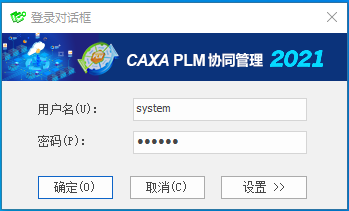 登录对话框
CAXA PLM 协同管理 2021
用户名(U): system
密码(P): ●●●●●●
确定(O) 取消(C) 设置 >>